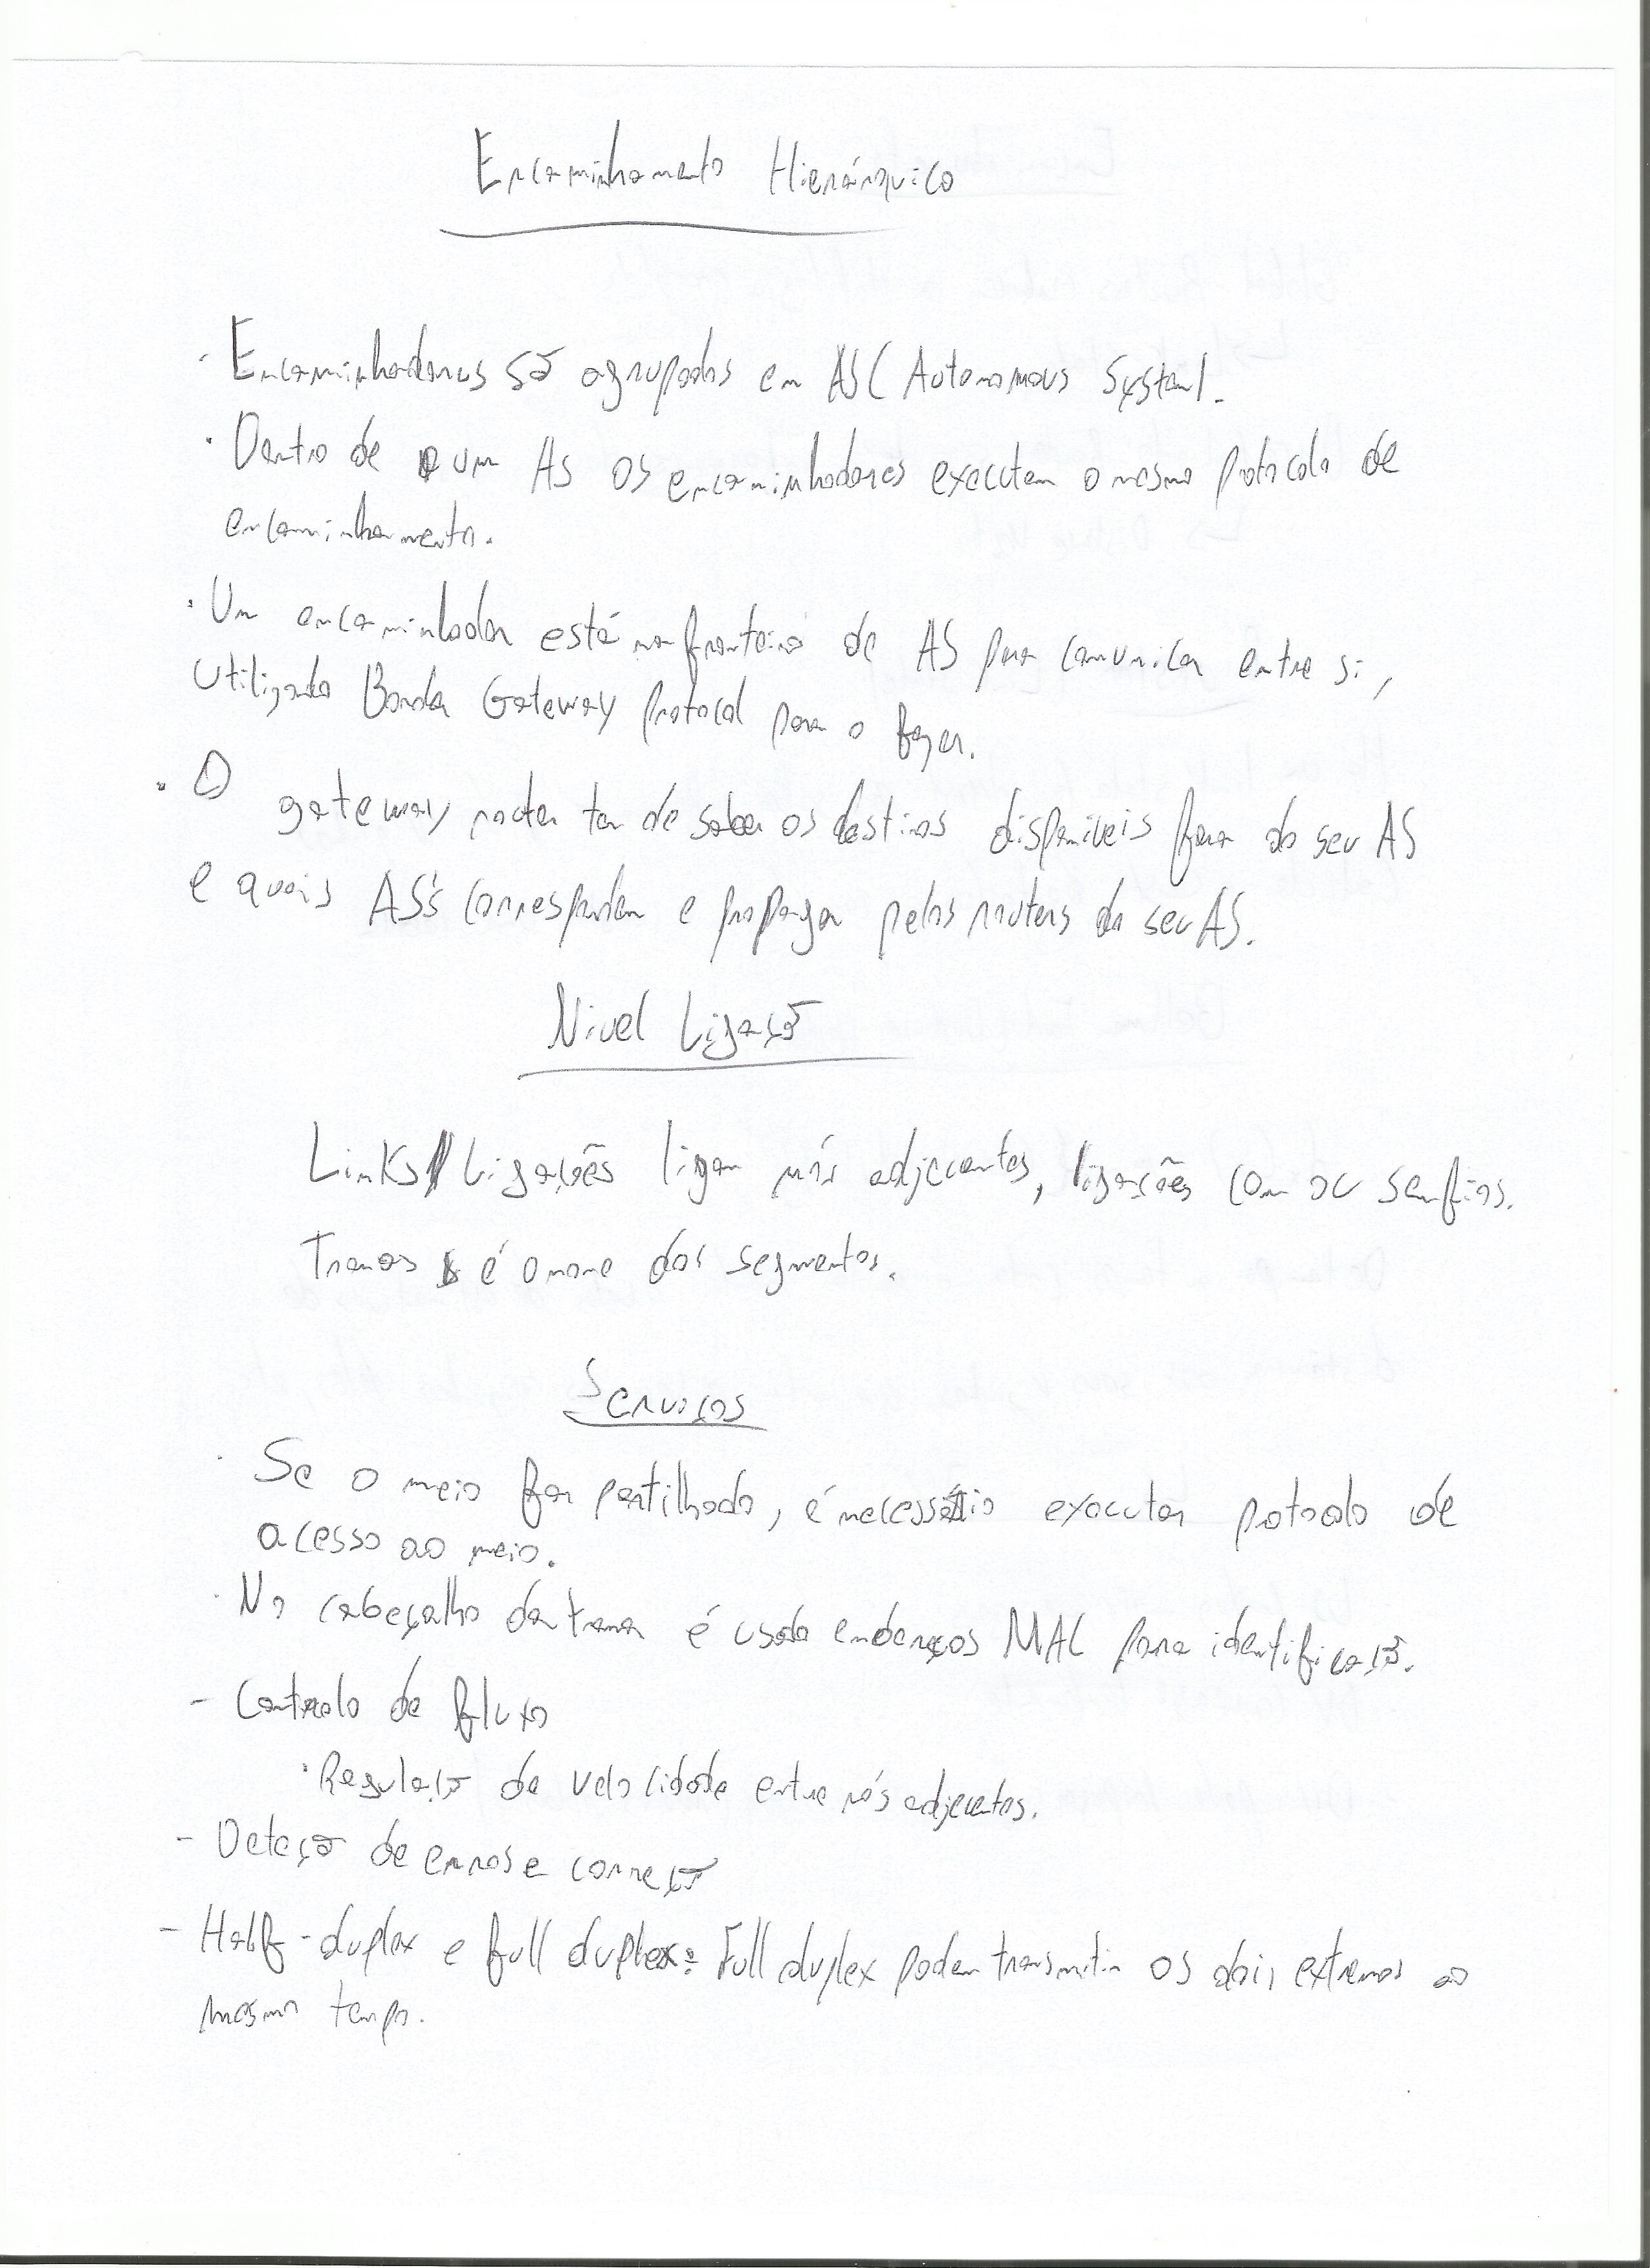 Encaminhamento Hierárquico
· Encaminhadores são agrupados em AS (Autonomous System).
· Dentro de um AS os encaminhadores executam o mesmo protocolo de
encaminhamento.
· Um encaminhador está na fronteira de AS para comunicar entre si,
utilizando Border Gateway Protocol para o fazer.
· O gateway router tem de saber os destinos disponíveis fora do seu AS
e quais AS's correspondem e propaga pelos routers do seu AS.
Nivel Ligação
Links/Ligações ligam nós adjacentes, ligações com ou sem fios.
Tramas é o nome dos segmentos.
Serviços
· Se o meio for partilhado, é necessário executar protocolo de
acesso ao meio.
· No cabeçalho da trama é usado endereços MAC para identificação.
- Controlo de fluxo
· Regulação de velocidade entre nós adjacentes.
- Deteção de erros e correção
- Half-duplex e full duplex: Full duplex podem transmitir os dois extremos ao
mesmo tempo.